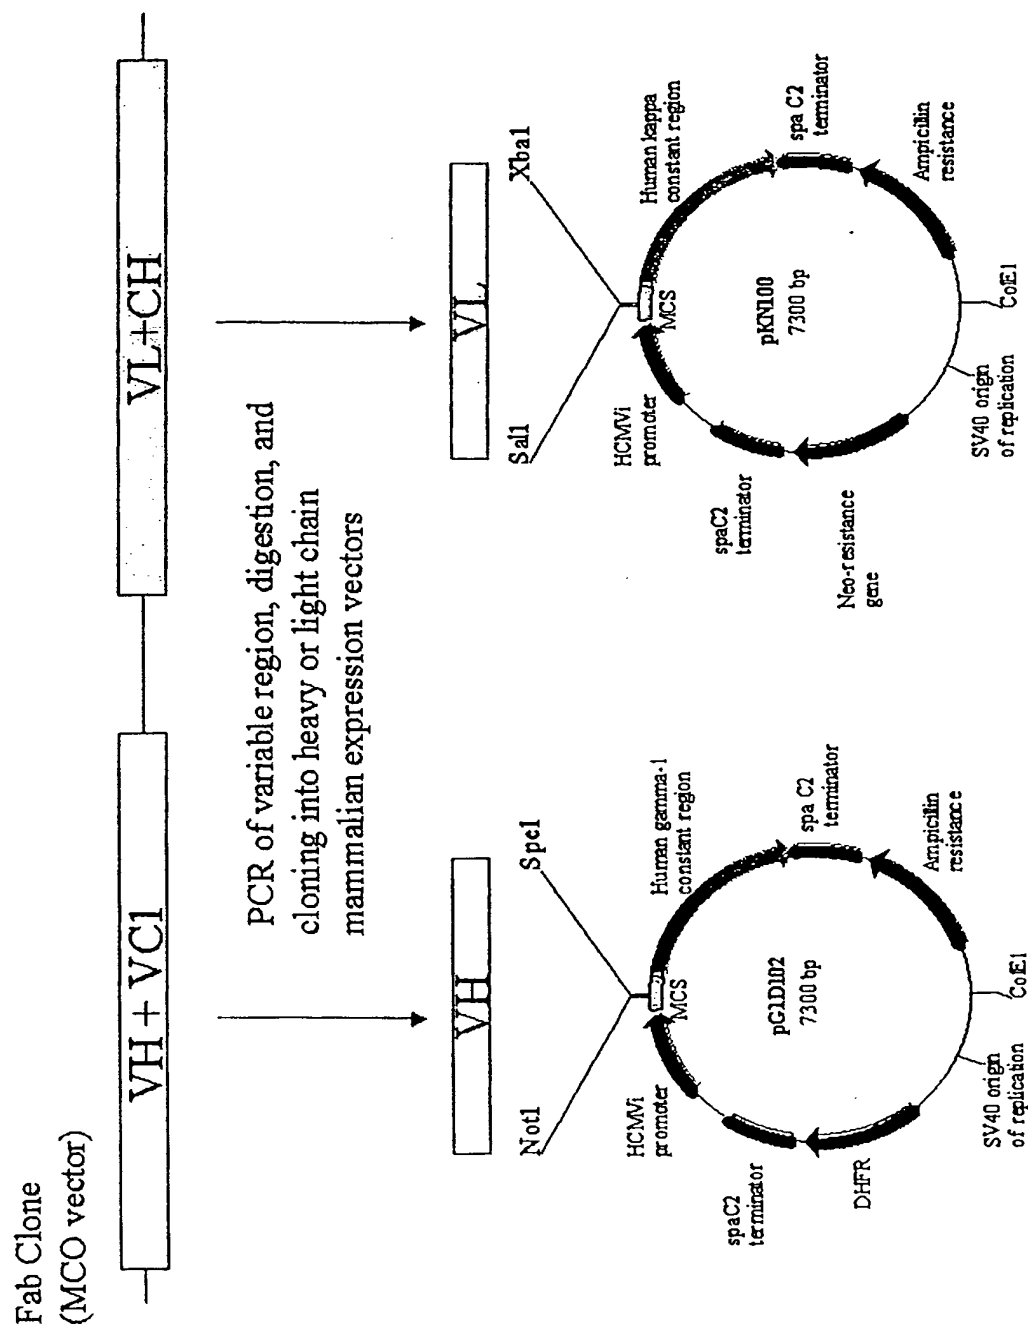 Fab Clone
(MCO vector)
VH + VC1
VL+CH
PCR of variable region, digestion, and
cloning into heavy or light chain
mammalian expression vectors
VH
VL
Not1
Spe1
HCMVi
promoter
MCS
Human gamma-1
constant region
spaC2
terminator
spa C2
terminator
pG1D102
7300 bp
DHFR
Ampicillin
resistance
SV40 origin
of replication
ColE1
Sal1
Xba1
HCMVi
promoter
MCS
Human kappa
constant region
spaC2
terminator
spa C2
terminator
pKN100
7300 bp
Neo-resistance
gene
Ampicillin
resistance
SV40 origin
of replication
ColE1